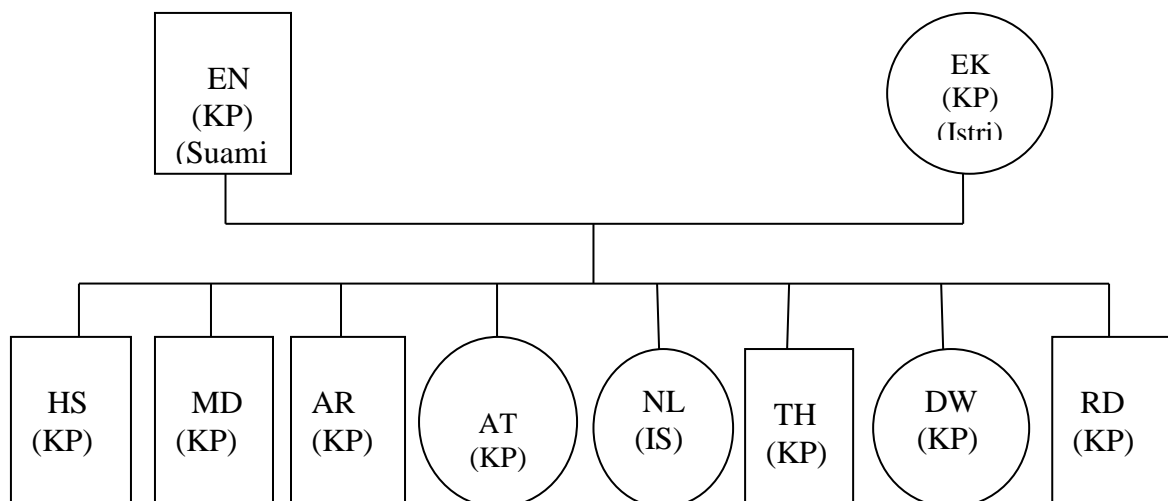 EN
(KP)
(Suami
EK
(KP)
(Istri)
HS
(KP)
MD
(KP)
AR
(KP)
AT
(KP)
NL
(IS)
TH
(KP)
DW
(KP)
RD
(KP)